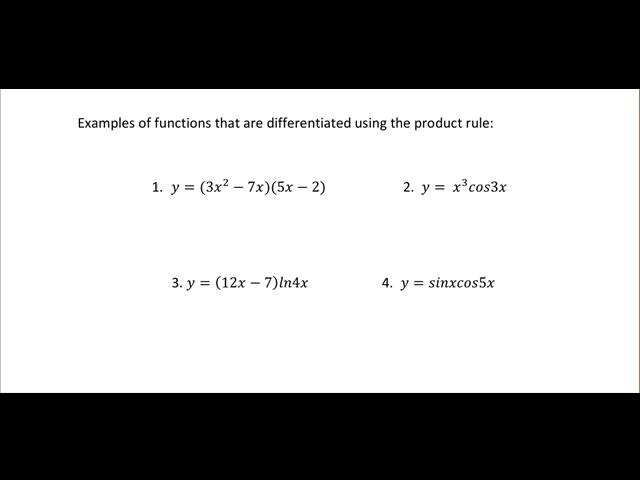 Examples of functions that are differentiated using the product rule:
1. y = (3x² − 7x)(5x − 2) 2. y = x³cos3x
3. y = (12x − 7)ln4x 4. y = sinxcos5x